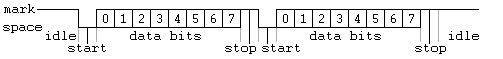 mark
0 1 2 3 4 5 6 7 0 1 2 3 4 5 6 7
space
idle data bits data bits idle
start stop start stop